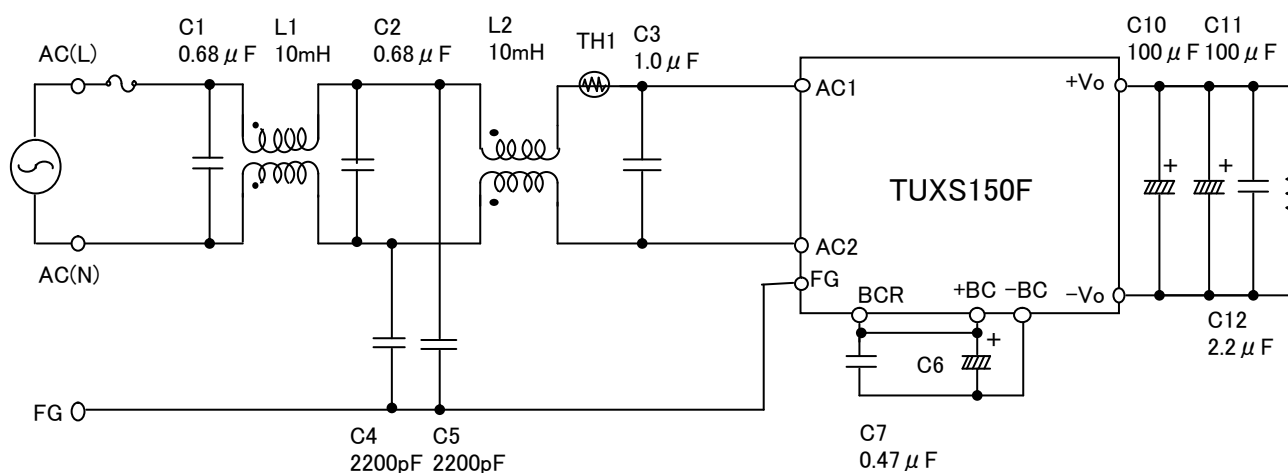 C1
0.68μF
L1
10mH
C2
0.68μF
L2
10mH
TH1
C3
1.0μF
C10
100μF
C11
100μF
AC(L)
AC1
+Vo
+
+
TUXS150F
AC(N)
AC2
FG
BCR
+BC
-BC
-Vo
+
C6
C12
2.2μF
FG
C4
2200pF
C5
2200pF
C7
0.47μF